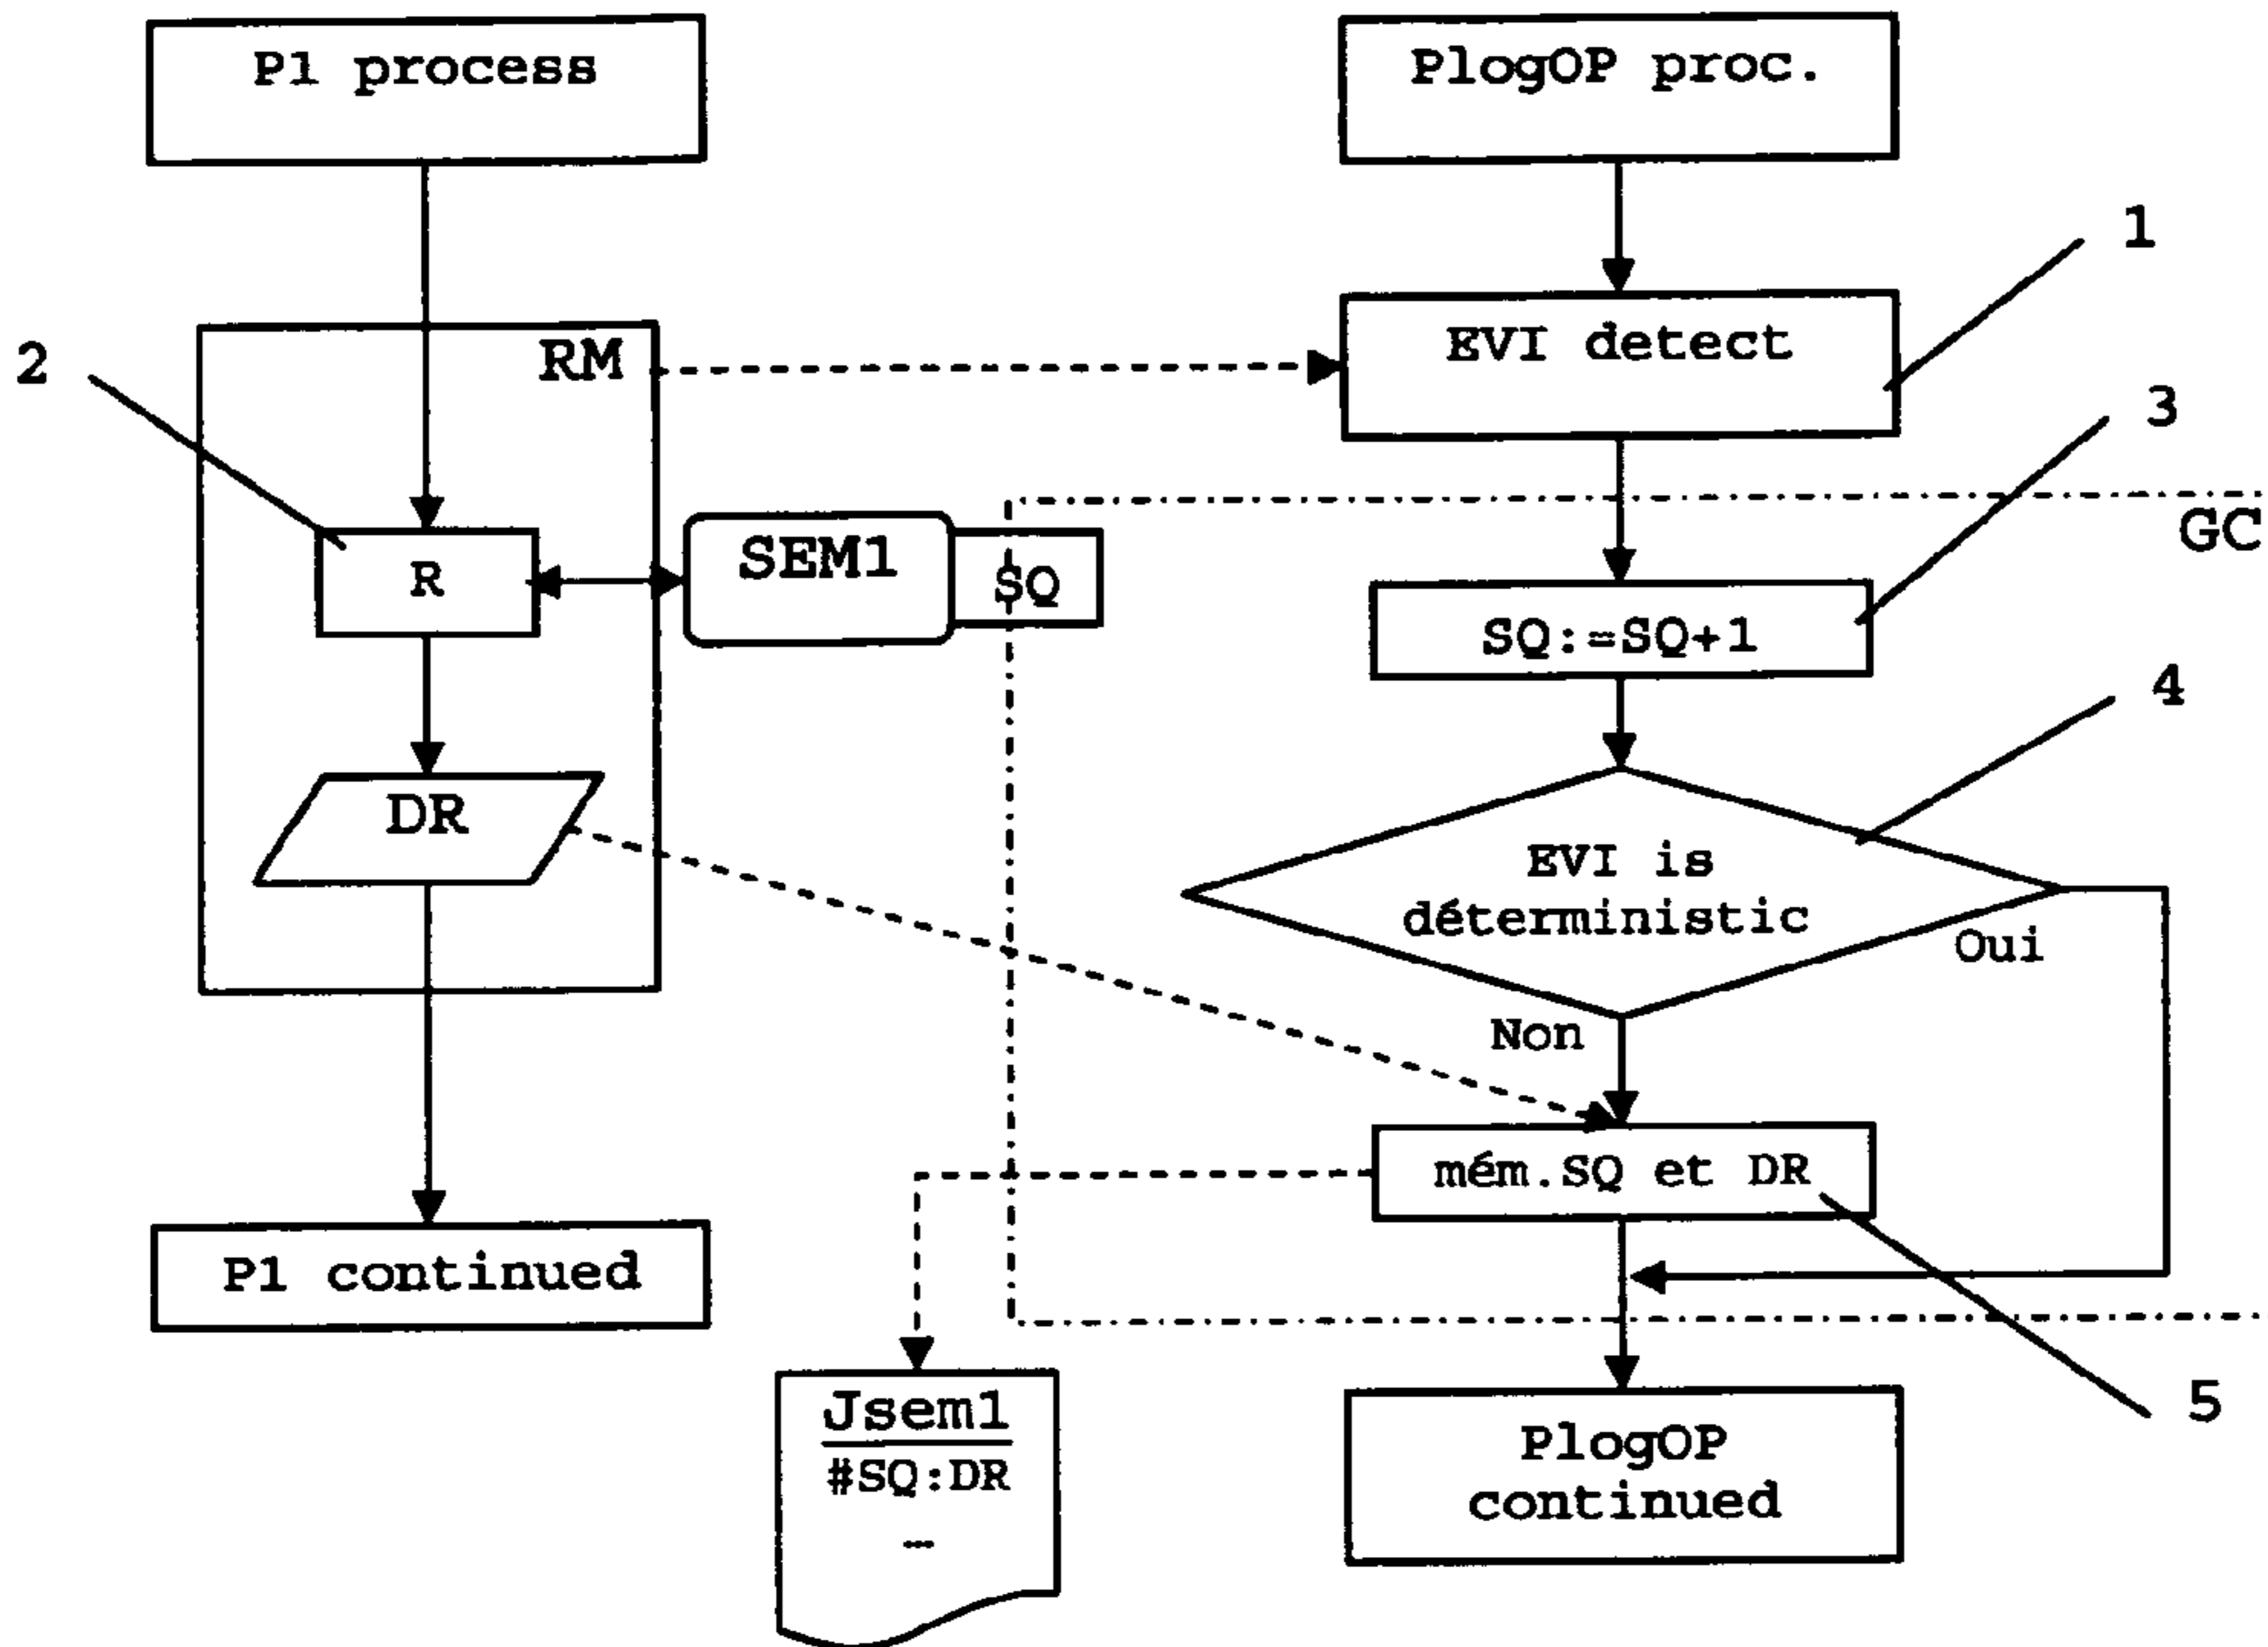 P1 process
PlogOP proc.
1
EVI detect
2
RM
3
GC
SEM1
SQ
R
SQ:=SQ+1
4
DR
EVI is
déterministic
Oui
Non
mém.SQ et DR
P1 continued
Jsem1
#SQ:DR
…
PlogOP
continued
5